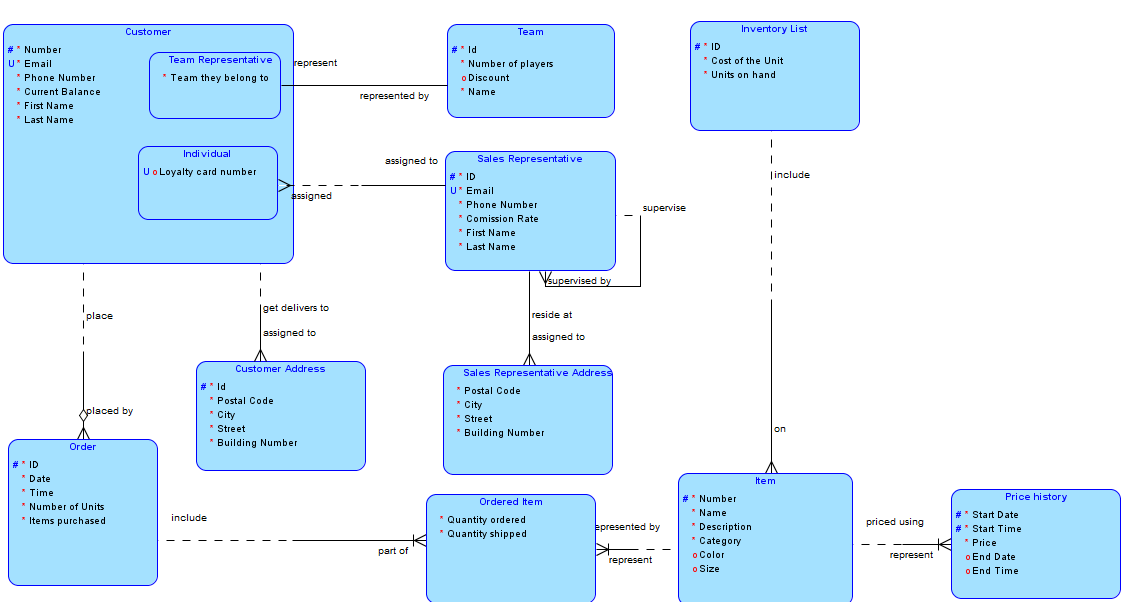 Customer
# * Number
U * Email
* Phone Number
* Current Balance
* First Name
* Last Name
Team Representative
* Team they belong to
Individual
U o Loyalty card number
represent
represented by
Team
# * Id
* Number of players
o Discount
* Name
Inventory List
# * ID
* Cost of the Unit
* Units on hand
assigned to
assigned
Sales Representative
# * ID
U * Email
* Phone Number
* Comission Rate
* First Name
* Last Name
supervise
supervised by
include
on
place
placed by
get delivers to
assigned to
reside at
assigned to
Customer Address
# * Id
* Postal Code
* City
* Street
* Building Number
Sales Representative Address
* Postal Code
* City
* Street
* Building Number
Order
# * ID
* Date
* Time
* Number of Units
* Items purchased
include
part of
Ordered Item
* Quantity ordered
* Quantity shipped
epresented by
represent
Item
# * Number
* Name
* Description
* Category
o Color
o Size
priced using
represent
Price history
# * Start Date
# * Start Time
* Price
o End Date
o End Time